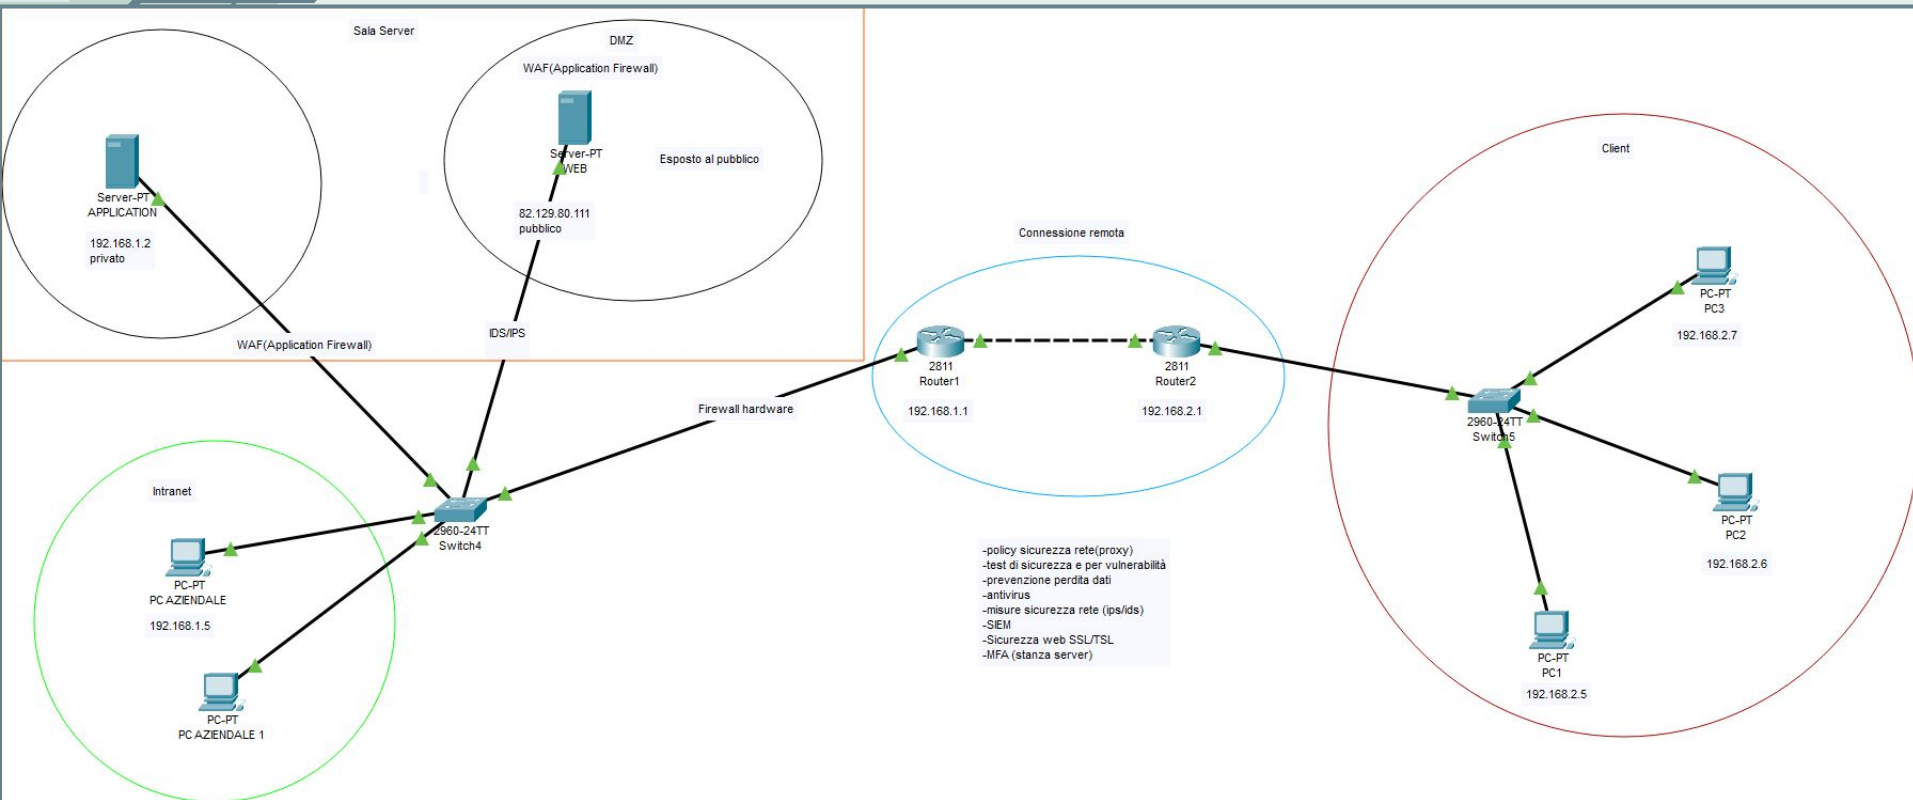 Sala Server
DMZ
WAF(Application Firewall)
Server-PT
WEB
Esposto al pubblico
82.129.80.111
pubblico
Server-PT
APPLICATION
192.168.1.2
privato
WAF(Application Firewall)
IDS/IPS
Firewall hardware
Connessione remota
2811
Router1
192.168.1.1
2811
Router2
192.168.2.1
Client
PC-PT
PC3
192.168.2.7
2960-24TT
Switch5
PC-PT
PC2
192.168.2.6
PC-PT
PC1
192.168.2.5
Intranet
2960-24TT
Switch4
PC-PT
PC AZIENDALE
192.168.1.5
PC-PT
PC AZIENDALE 1
-policy sicurezza rete(proxy)
-test di sicurezza e per vulnerabilità
-prevenzione perdita dati
-antivirus
-misure sicurezza rete (ips/ids)
-SIEM
-Sicurezza web SSL/TSL
-MFA (stanza server)